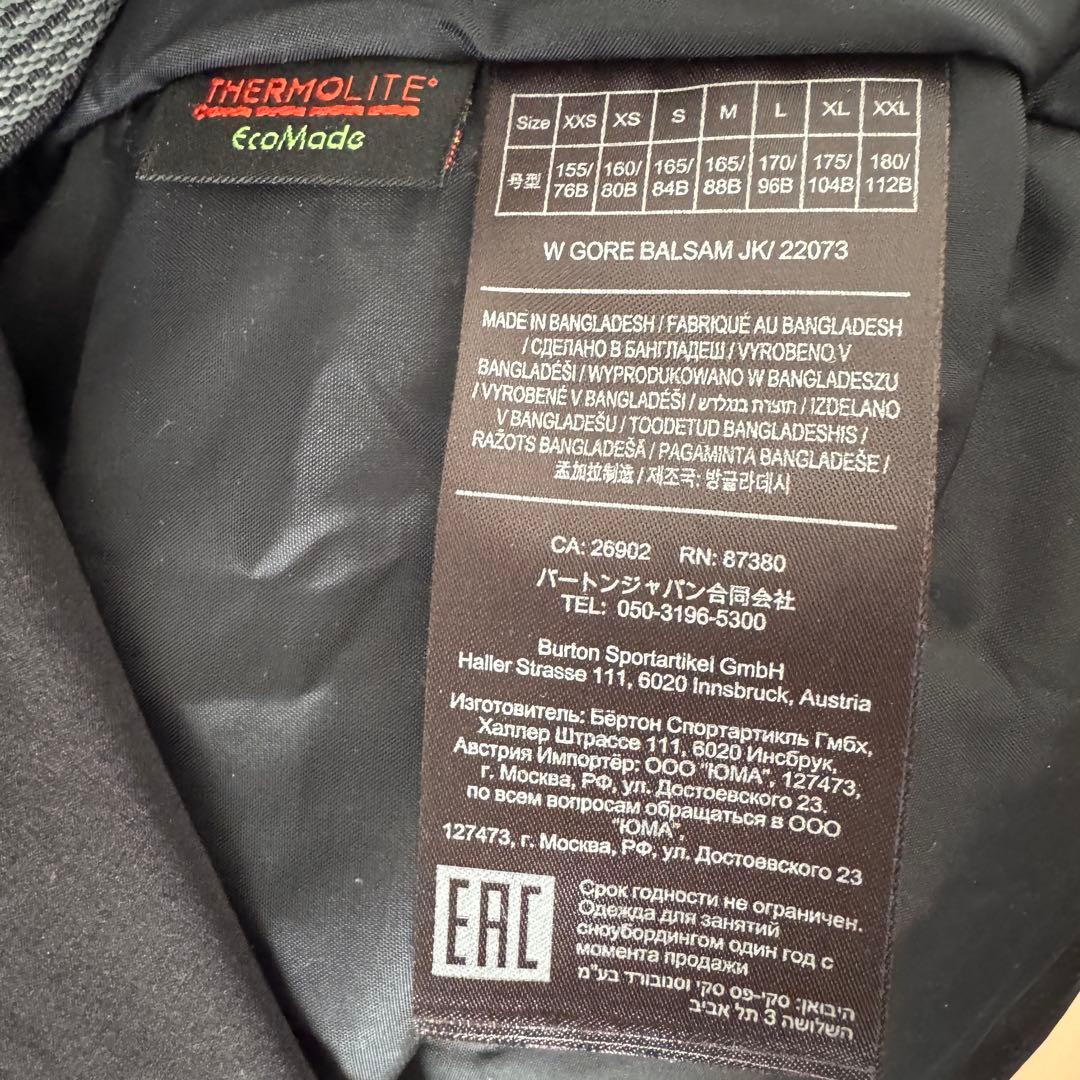 THERMOLITE®
EcoMade
Size XXS XS S M L XL XXL
号型 155/76B 160/80B 165/84B 165/88B 170/96B 175/104B 180/112B
W GORE BALSAM JK/ 22073
MADE IN BANGLADESH / FABRIQUÉ AU BANGLADESH
/ СДЕЛАНО В БАНГЛАДЕШ / VYROBENO V
BANGLADÉŠI / WYPRODUKOWANO W BANGLADESZU
/ VYROBENÉ V BANGLADÉŠI / תוצרת בנגלדש / IZDELANO
V BANGLADEŠU / TOODETUD BANGLADESHIS /
RAŽOTS BANGLADEŠĀ / PAGAMINTA BANGLADEŠE /
孟加拉制造 / 제조국: 방글라데시
CA: 26902 RN: 87380
バートンジャパン合同会社
TEL: 050-3196-5300
Burton Sportartikel GmbH
Haller Strasse 111, 6020 Innsbruck, Austria
Изготовитель: Бёртон Спортартикль Гмбх,
Халлер Штрассе 111, 6020 Инсбрук,
Австрия Импортёр: ООО "ЮМА", 127473,
г. Москва, РФ, ул. Достоевского 23.
по всем вопросам обращаться в ООО
"ЮМА",
127473, г. Москва, РФ, ул. Достоевского 23
EAC
Срок годности не ограничен.
Одежда для занятий
сноубордингом один год с
момента продажи
היבואן: סקי-פס סקי וסנובורד בע"מ
השלושה 3 תל אביב